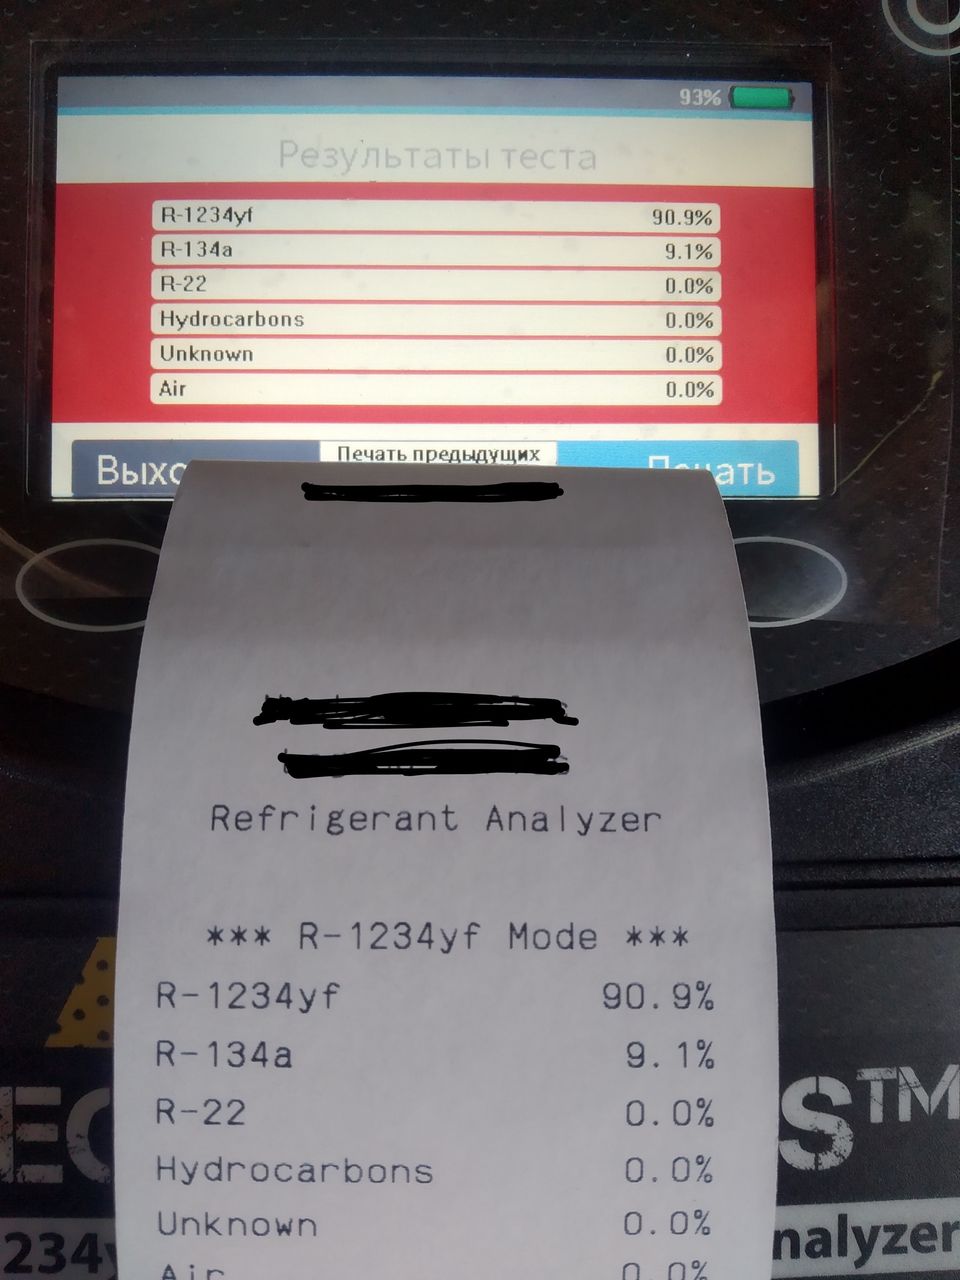 93%
Результаты теста
R-1234yf 90.9%
R-134a 9.1%
R-22 0.0%
Hydrocarbons 0.0%
Unknown 0.0%
Air 0.0%
Печать предыдущих
Печать
Refrigerant Analyzer
*** R-1234yf Mode ***
R-1234yf 90.9%
R-134a 9.1%
R-22 0.0%
Hydrocarbons 0.0%
Unknown 0.0%
Air 0.0%